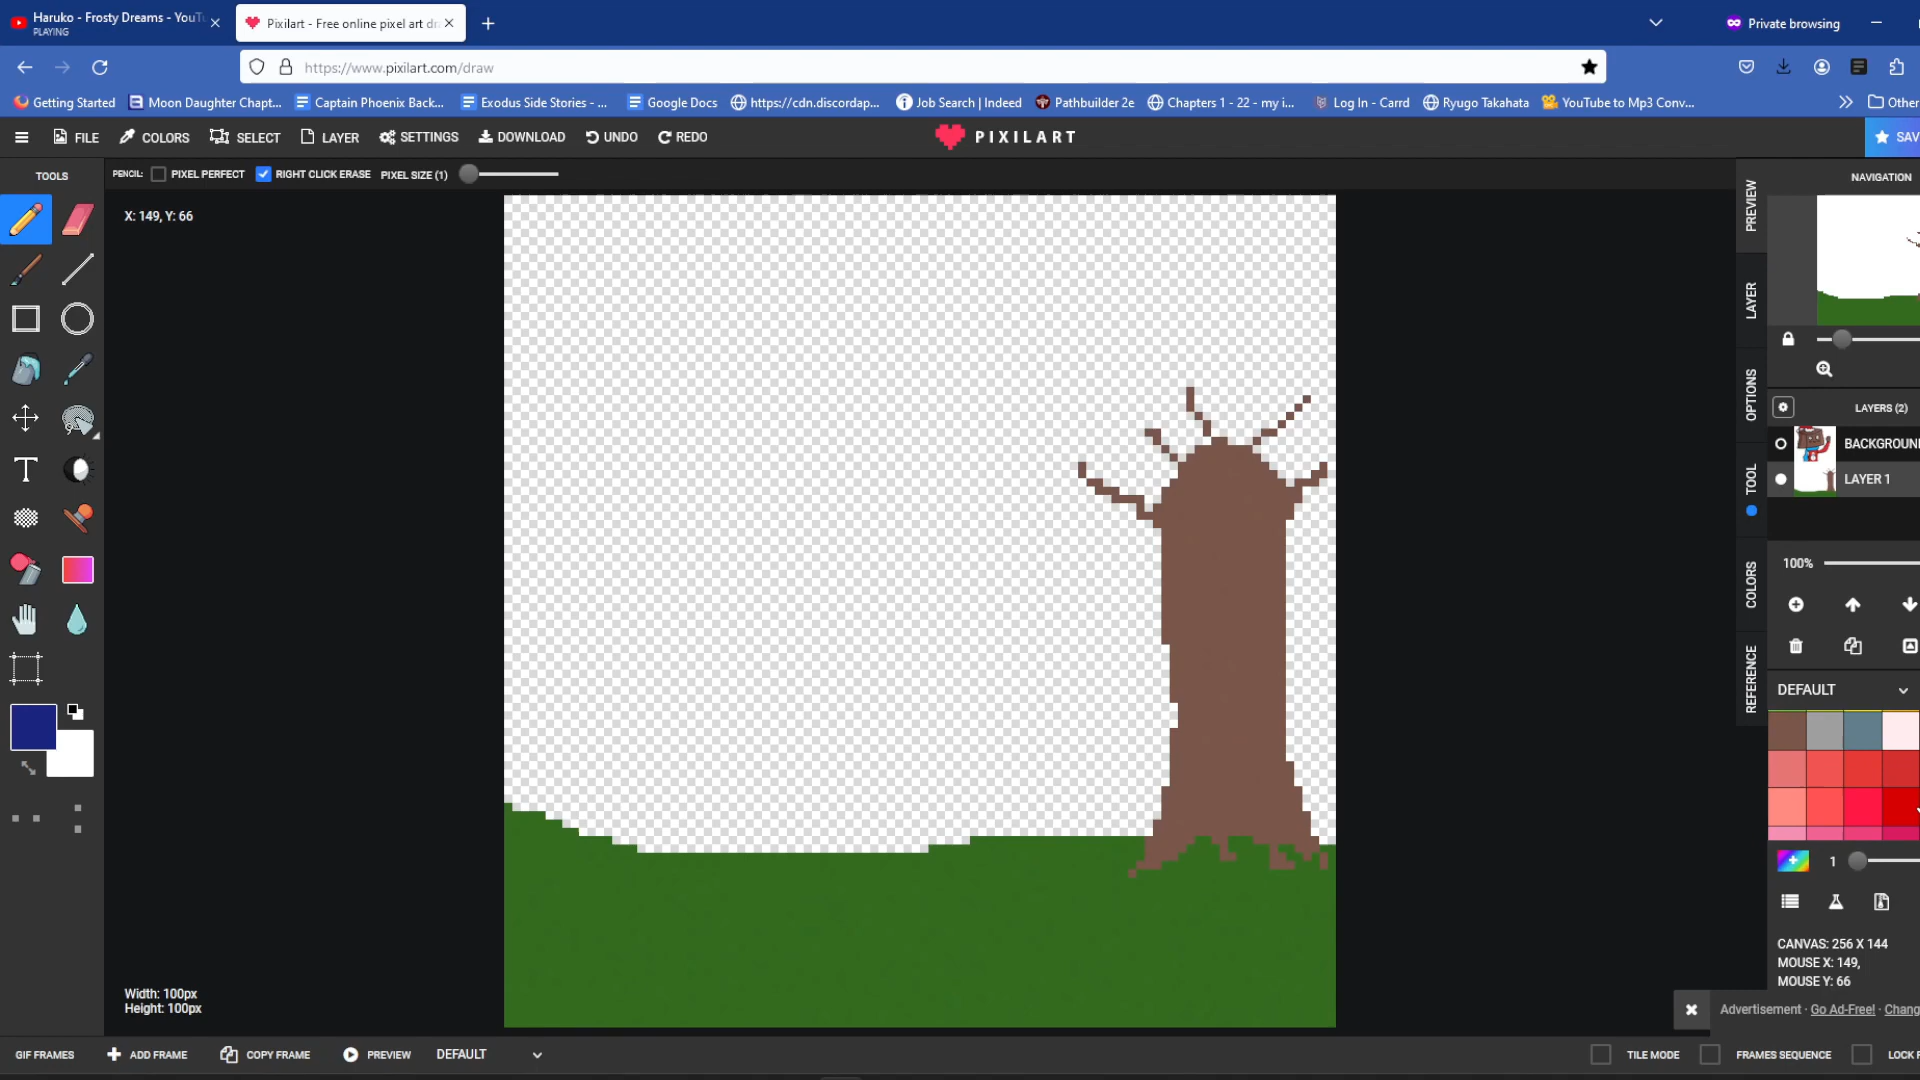 Haruko - Frosty Dreams - YouTu
PLAYING
Pixilart - Free online pixel art dr
Private browsing
https://www.pixilart.com/draw
Getting Started
Moon Daughter Chapt...
Captain Phoenix Back...
Exodus Side Stories - ...
Google Docs
https://cdn.discordap...
Job Search | Indeed
Pathbuilder 2e
Chapters 1 - 22 - my i...
Log In - Carrd
Ryugo Takahata
YouTube to Mp3 Conv...
Other
FILE
COLORS
SELECT
LAYER
SETTINGS
DOWNLOAD
UNDO
REDO
PIXILART
SAV
TOOLS
PENCIL:
PIXEL PERFECT
RIGHT CLICK ERASE
PIXEL SIZE (1)
X: 149, Y: 66
T
Width: 100px
Height: 100px
PREVIEW
LAYER
OPTIONS
TOOL
COLORS
REFERENCE
NAVIGATION
LAYERS (2)
BACKGROUN
LAYER 1
100%
DEFAULT
1
CANVAS: 256 X 144
MOUSE X: 149,
MOUSE Y: 66
Advertisement · Go Ad-Free! · Chang
GIF FRAMES
ADD FRAME
COPY FRAME
PREVIEW
DEFAULT
TILE MODE
FRAMES SEQUENCE
LOCK F